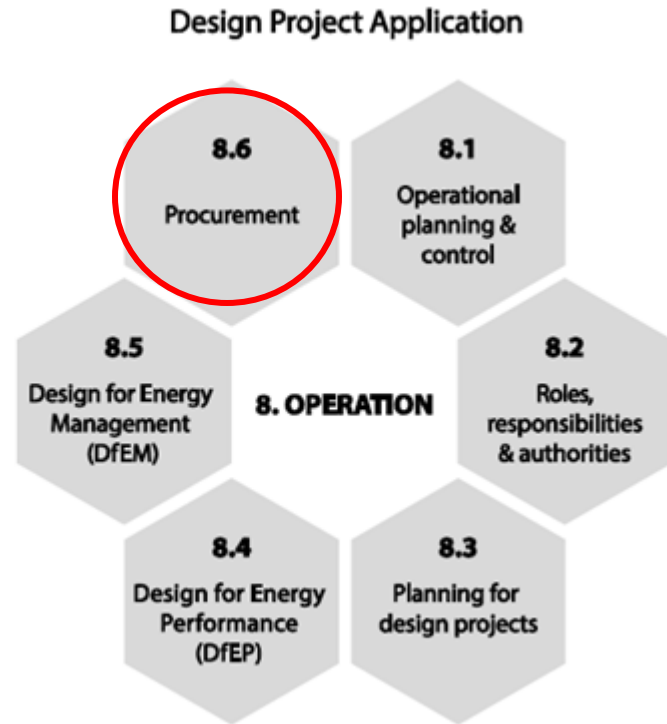 Design Project Application
8.6
Procurement
8.1
Operational
planning &
control
8.5
Design for Energy
Management
(DfEM)
8. OPERATION
8.2
Roles,
responsibilities
& authorities
8.4
Design for Energy
Performance
(DfEP)
8.3
Planning for
design projects